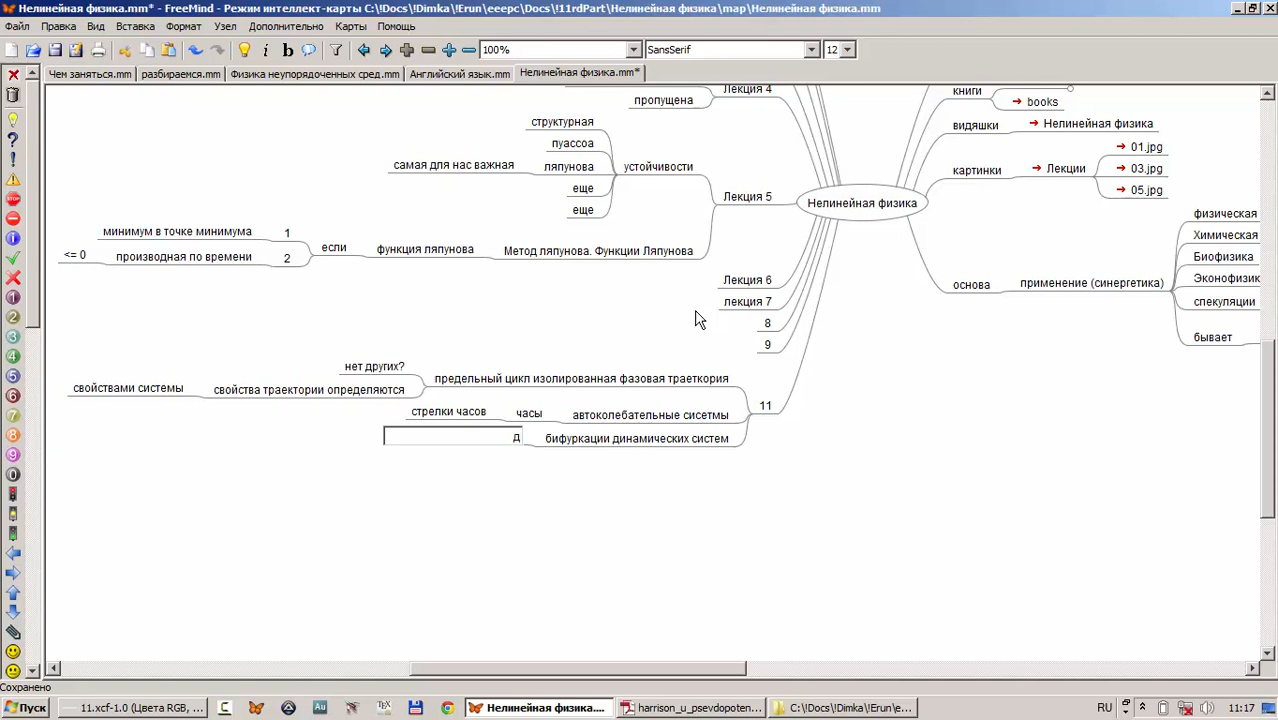 Нелинейная физика.mm* - FreeMind - Режим интеллект-карты C:\!Docs\!Dimka\!Erun\eeepc\Docs\!11rdPart\Нелинейная физика\map\Нелинейная физика.mm
Файл Правка Вид Вставка Формат Узел Дополнительно Карты Помощь
100% SansSerif 12
Чем заняться.mm разбираемся.mm Физика неупорядоченных сред.mm Английский язык.mm Нелинейная физика.mm*
Лекция 4
пропущена
структурная
пуассоа
самая для нас важная ляпунова устойчивости
еще
еще
Лекция 5
минимум в точке минимума 1
<= 0 производная по времени 2 если функция ляпунова Метод ляпунова. Функции Ляпунова
Лекция 6
лекция 7
8
9
нет других?
свойствами системы свойства траектории определяются предельный цикл изолированная фазовая траеткория
11
стрелки часов часы автоколебательные сисетмы
д бифуркации динамических систем
Нелинейная физика
книги
books
видяшки Нелинейная физика
картинки Лекции
01.jpg
03.jpg
05.jpg
основа применение (синергетика)
физическая
Химическая
Биофизика
Эконофизик
спекуляции
бывает
Сохранено
Пуск 11.xcf-1.0 (Цвета RGB, ... Нелинейная физика.... harrison_u_psevdopoten... C:\!Docs\!Dimka\!Erun\e... RU 11:17